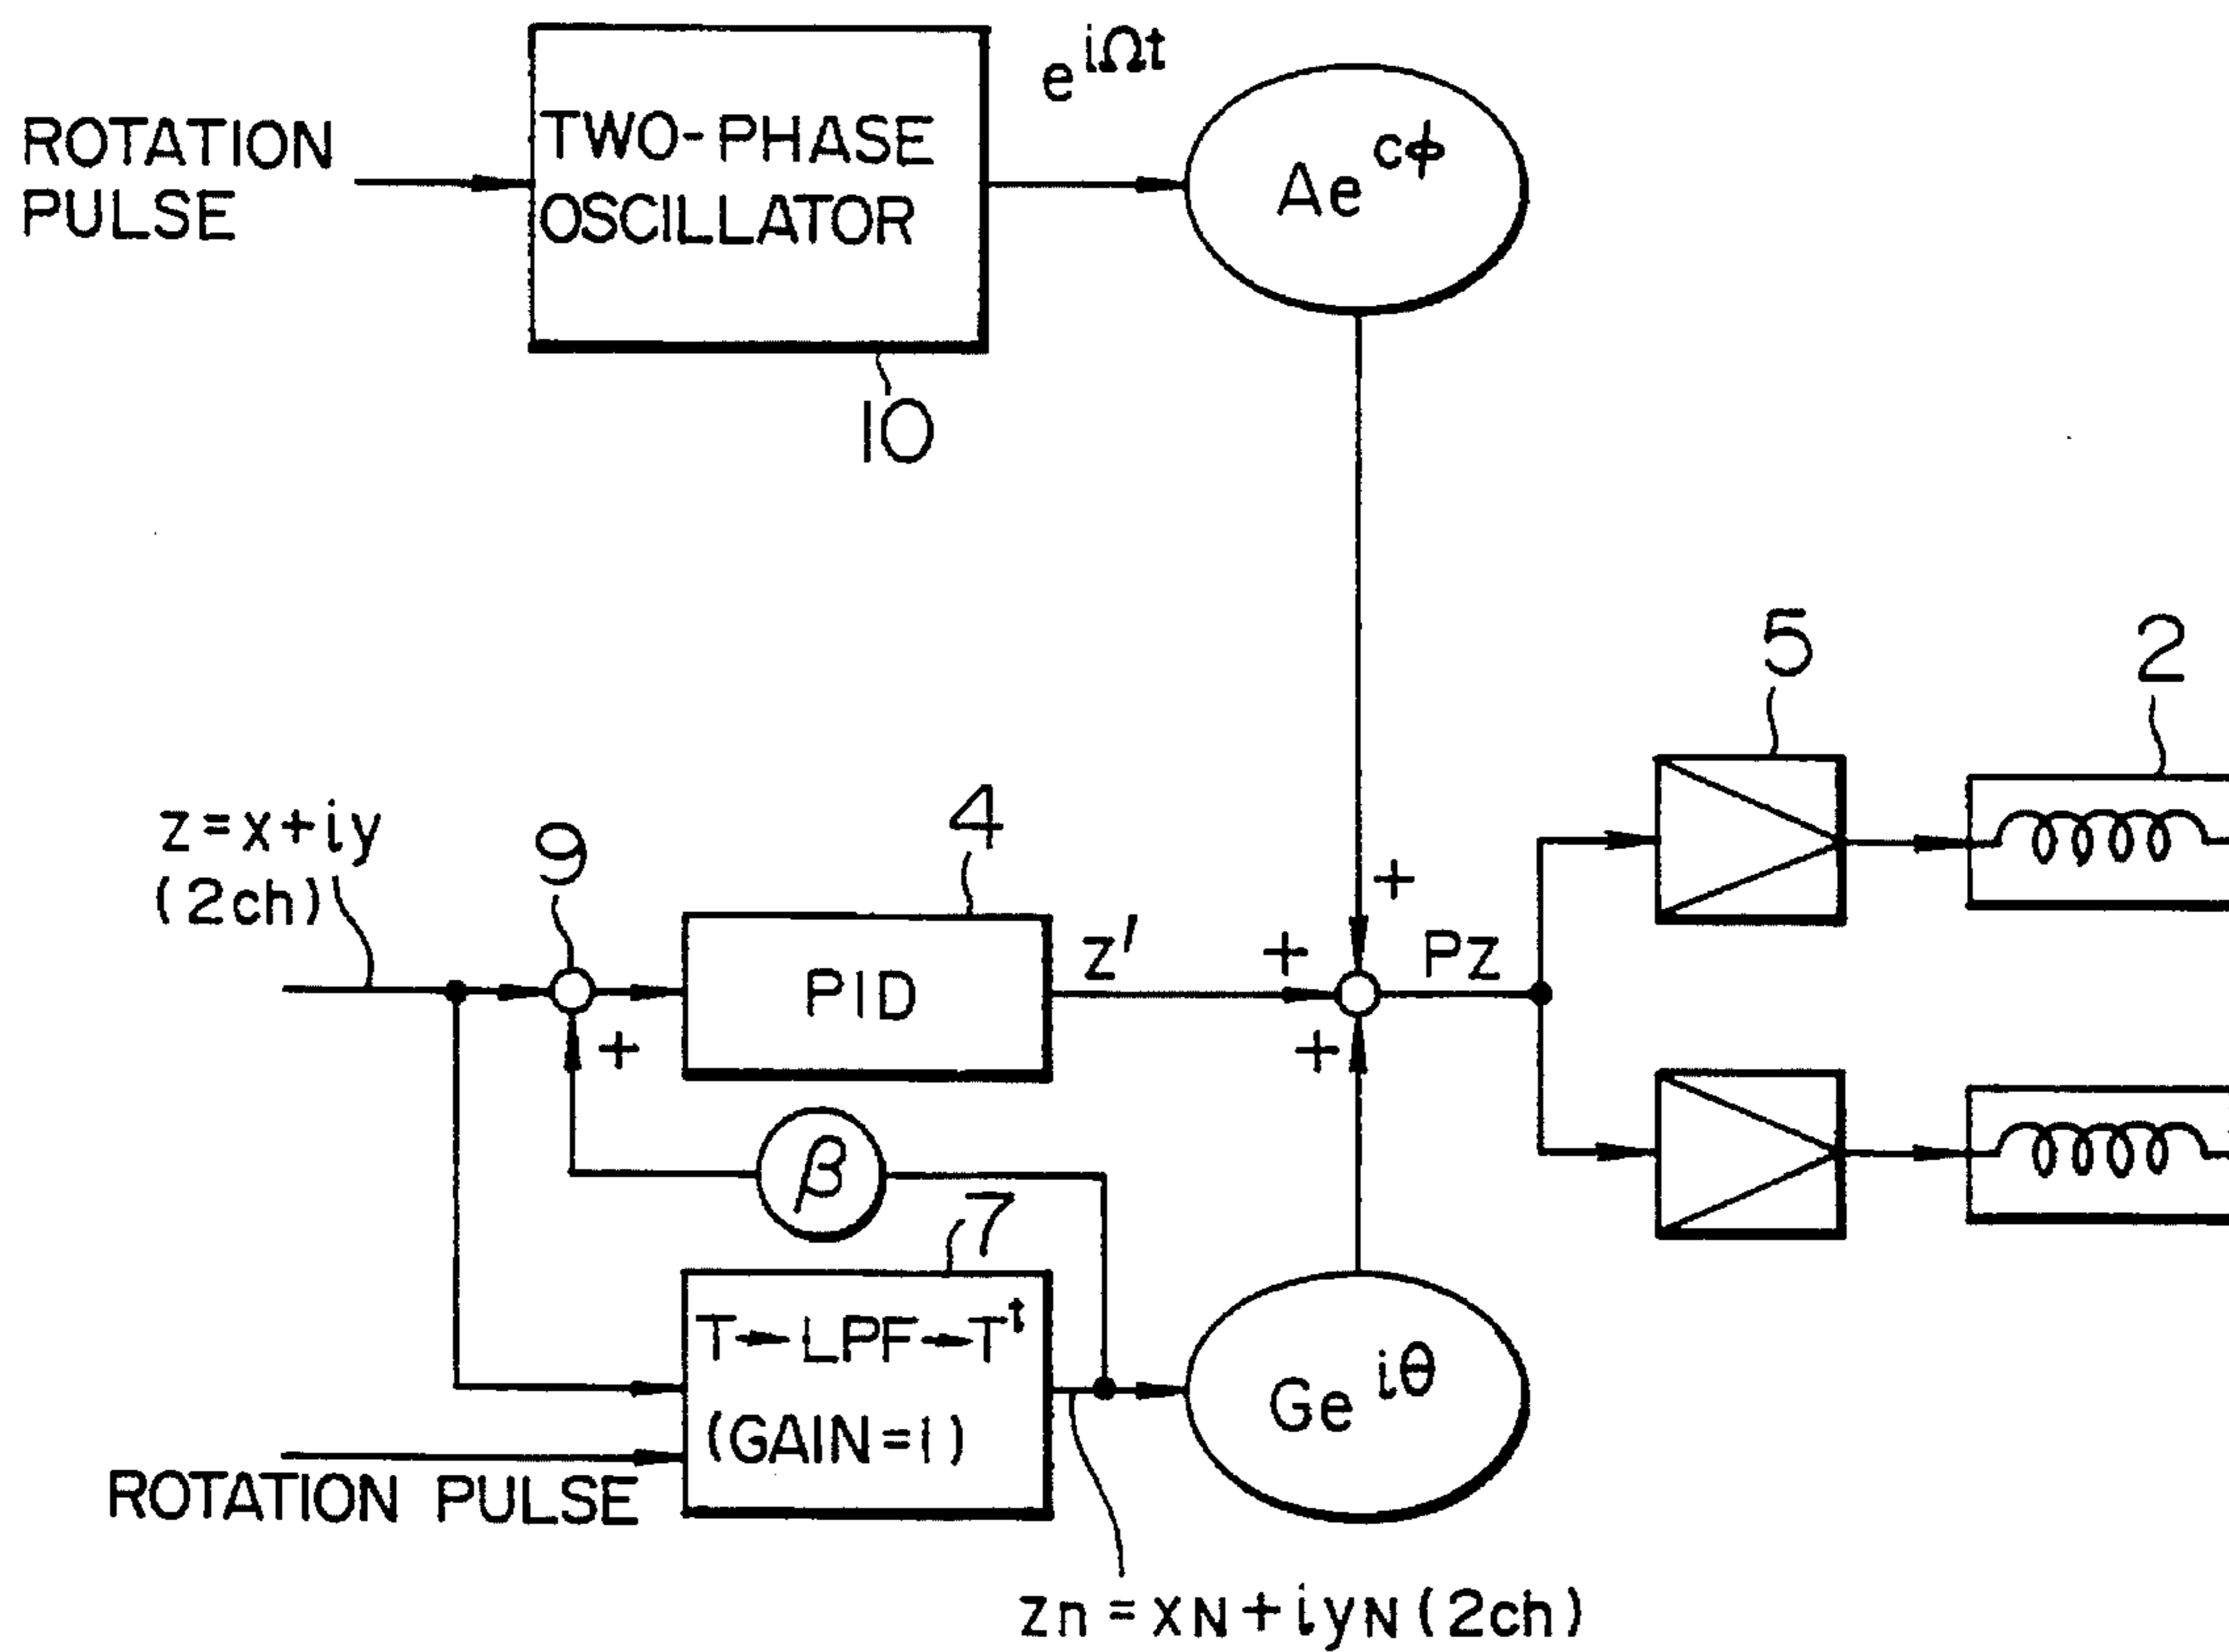 ROTATION
PULSE
TWO-PHASE
OSCILLATOR
10
e^{iΩt}
Ae^{cϕ}
z=x+iy
(2ch)
9
4
PID
z'
+
+
+
+
Pz
5
2
β
7
T→LPF→T^t
(GAIN=1)
ROTATION PULSE
Ge^{iθ}
zn=xN+iyN(2ch)